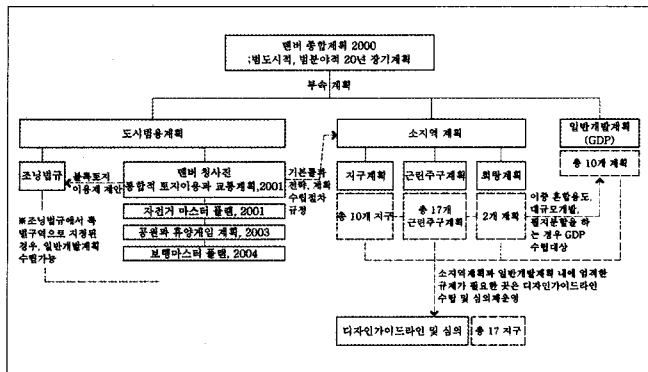 덴버 종합계획 2000
;범도시적, 범분야적 20년 장기계획
부속 계획
도시범용계획
소지역 계획
일반개발계획
(GDP)
총 10개 계획
조닝법규
블록토지
이용제 제안
덴버 청사진
통합적 토지이용과 교통계획,2001
자전거 마스터 플랜, 2001
공원과 휴양게임 계획, 2003
보행마스터 플랜, 2004
기본틀과
전략, 계획
수립절차
규정
지구계획
근린주구계획
희망계획
총 10개 지구
총 17개
근린주구계획
2개 계획
이중 혼합용도,
대규모개발,
필지분할을 하
는 경우 GDP
수립대상
※조닝법규에서 특
별구역으로 지정된
경우, 일반개발계획
수립가능
소지역계획과 일반개발계획 내에 엄격한
규제가 필요한 곳은 디자인가이드라인
수립 및 심의제운영
디자인가이드라인 및 심의
총 17 지구